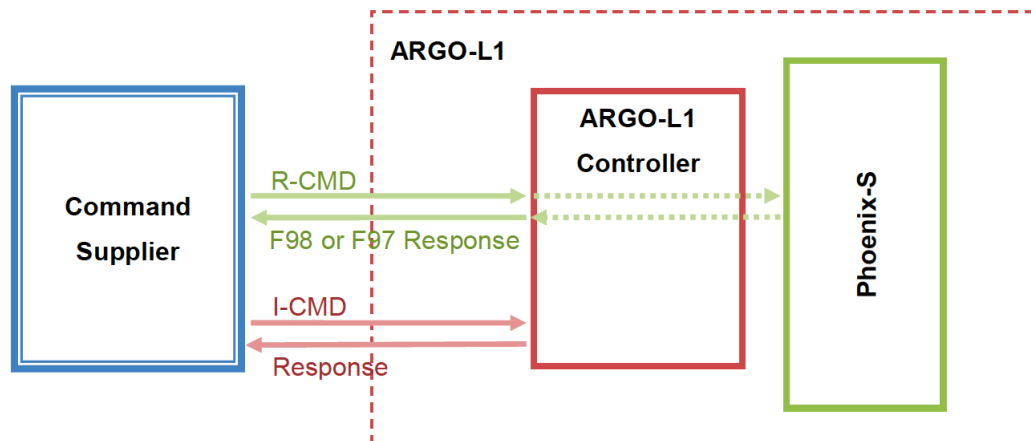 ARGO-L1
ARGO-L1
Controller
Command
Supplier
R-CMD
F98 or F97 Response
I-CMD
Response
Phoenix-S